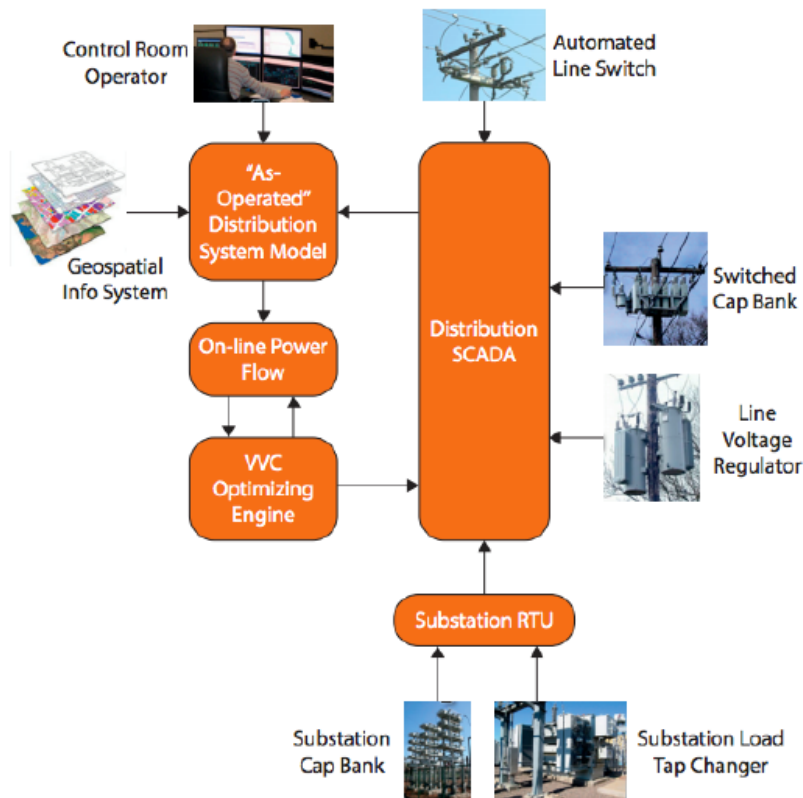 Control Room
Operator
Automated
Line Switch
“As-
Operated”
Distribution
System Model
Geospatial
Info System
Switched
Cap Bank
Distribution
SCADA
On-line Power
Flow
Line
Voltage
Regulator
VVC
Optimizing
Engine
Substation RTU
Substation
Cap Bank
Substation Load
Tap Changer